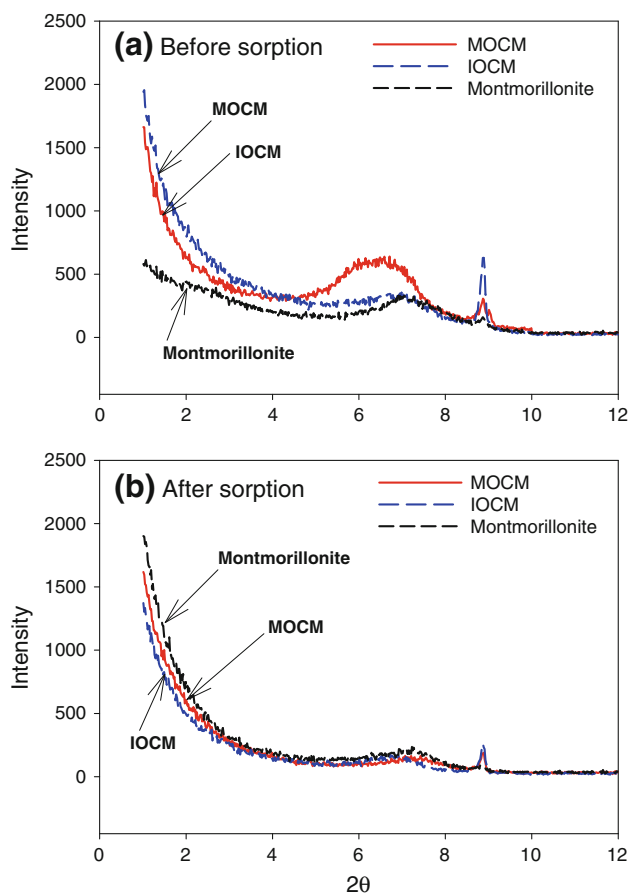 (a) Before sorption
MOCM
IOCM
Montmorillonite
2500
2000
1500
1000
500
0
Intensity
MOCM
IOCM
Montmorillonite
0 2 4 6 8 10 12
(b) After sorption
MOCM
IOCM
Montmorillonite
2500
2000
1500
1000
500
0
Intensity
Montmorillonite
MOCM
IOCM
0 2 4 6 8 10 12
2θ